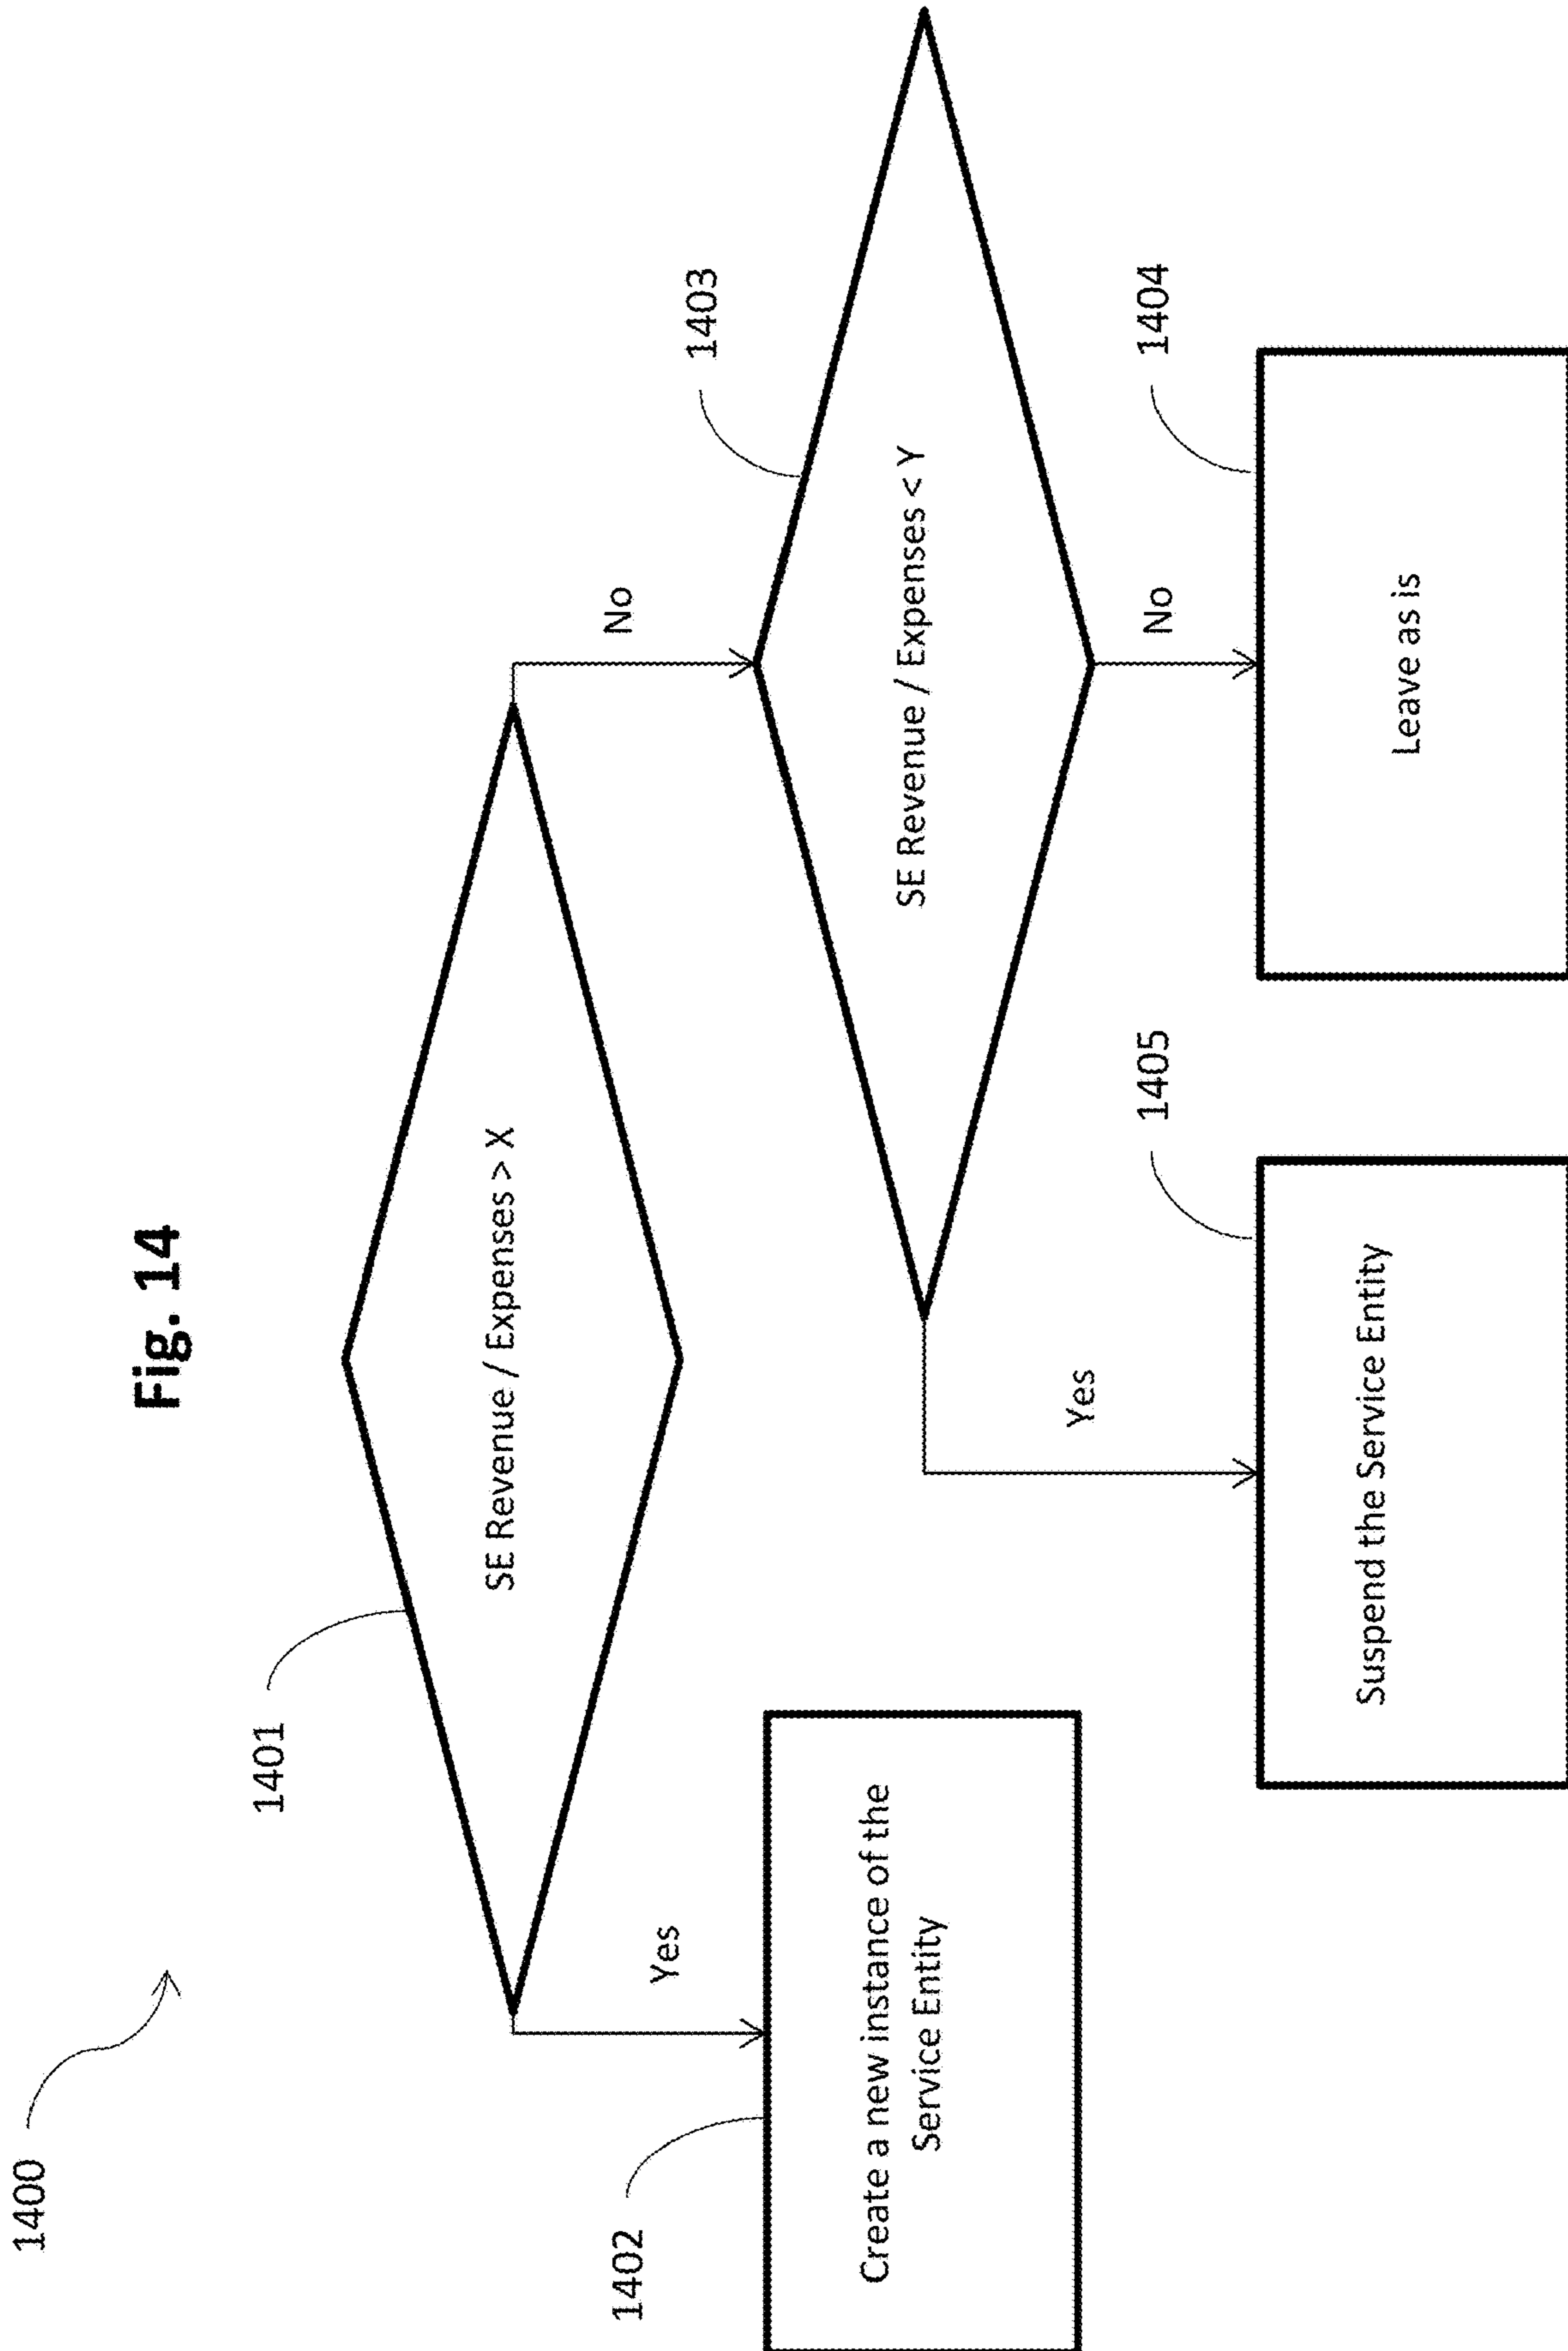 Fig. 14
1400
1401
SE Revenue / Expenses > X
Yes
No
1402
Create a new instance of the
Service Entity
1403
SE Revenue / Expenses < Y
Yes
No
1405
Suspend the Service Entity
1404
Leave as is